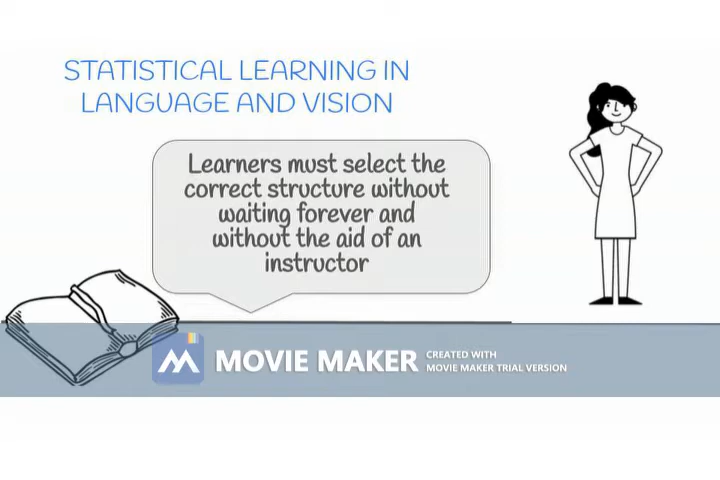 STATISTICAL LEARNING IN
LANGUAGE AND VISION
Learners must select the
correct structure without
waiting forever and
without the aid of an
instructor
MOVIE MAKER
CREATED WITH
MOVIE MAKER TRIAL VERSION